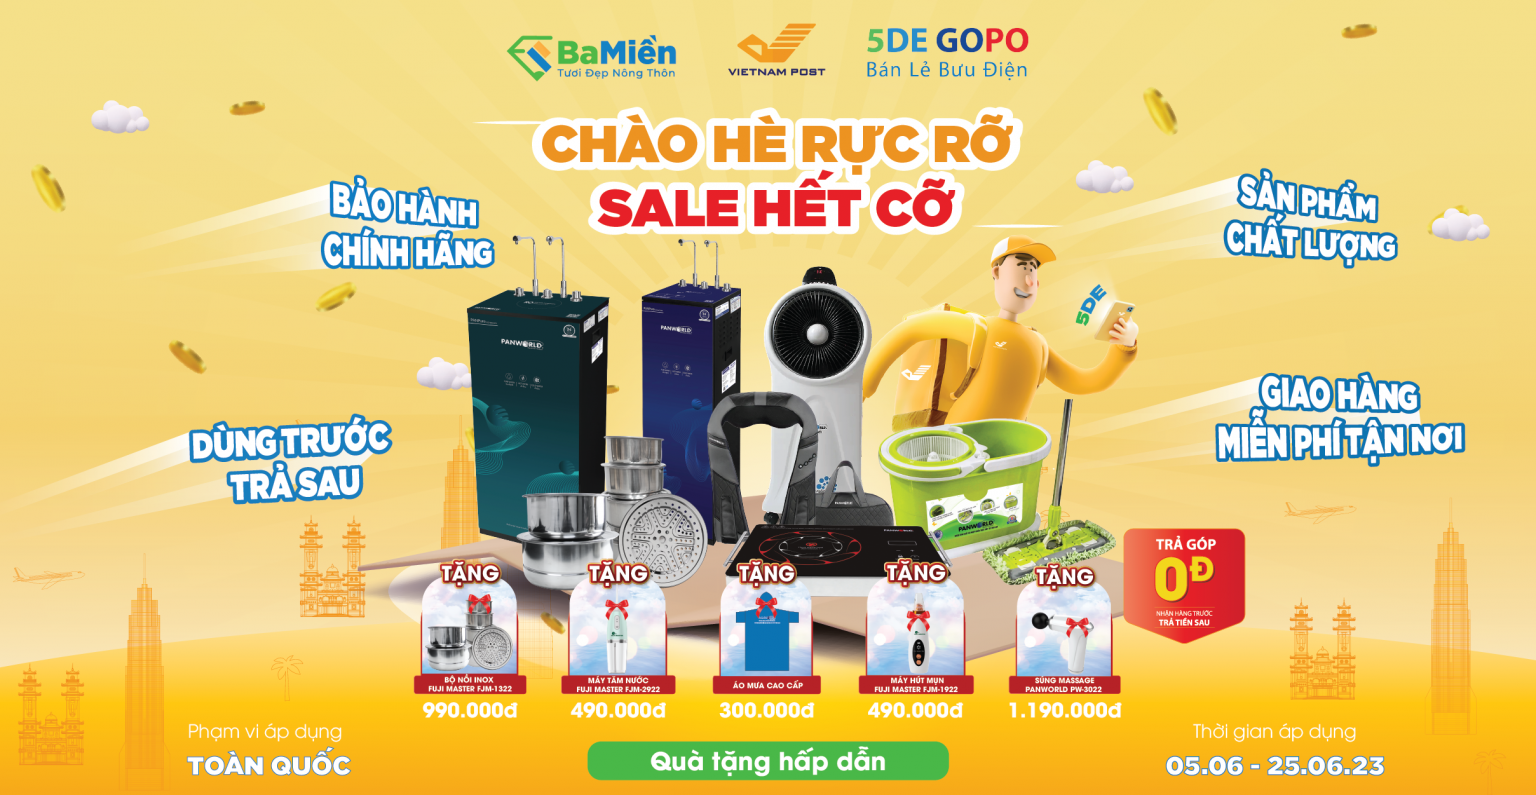 BaMiền
Tươi Đẹp Nông Thôn
VIETNAM POST
5DE GOPO
Bán Lẻ Bưu Điện
CHÀO HÈ RỰC RỠ
SALE HẾT CỠ
BẢO HÀNH
CHÍNH HÃNG
SẢN PHẨM
CHẤT LƯỢNG
DÙNG TRƯỚC
TRẢ SAU
GIAO HÀNG
MIỄN PHÍ TẬN NƠI
PANWORLD
PANWORLD
5DE
PANWORLD
PANWORLD
TRẢ GÓP
0Đ
NHẬN HÀNG TRƯỚC
TRẢ TIỀN SAU
TẶNG
BỘ NỒI INOX
FUJI MASTER FJM-1322
990.000đ
TẶNG
MÁY TĂM NƯỚC
FUJI MASTER FJM-2922
490.000đ
TẶNG
ÁO MƯA CAO CẤP
300.000đ
TẶNG
MÁY HÚT MỤN
FUJI MASTER FJM-1922
490.000đ
TẶNG
SÚNG MASSAGE
PANWORLD PW-3022
1.190.000đ
Phạm vi áp dụng
TOÀN QUỐC
Quà tặng hấp dẫn
Thời gian áp dụng
05.06 - 25.06.23